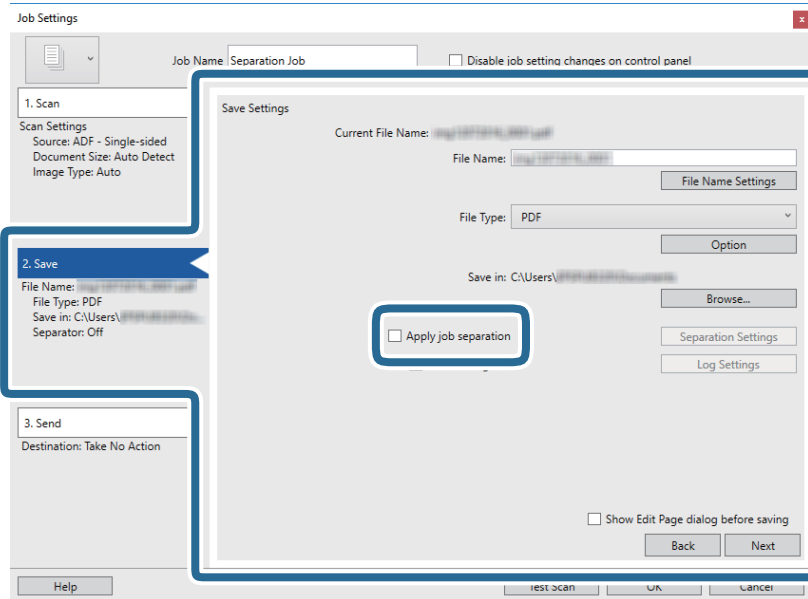 Job Settings
x
Job Name Separation Job
Disable job setting changes on control panel
1. Scan
Scan Settings
Source: ADF - Single-sided
Document Size: Auto Detect
Image Type: Auto
2. Save
File Name:
File Type: PDF
Save in: C:\Users\
Separator: Off
3. Send
Destination: Take No Action
Save Settings
Current File Name:
File Name:
File Name Settings
File Type: PDF
Option
Save in: C:\Users\
Browse...
Apply job separation
Separation Settings
Log Settings
Show Edit Page dialog before saving
Back Next
Help
Test Scan OK Cancel